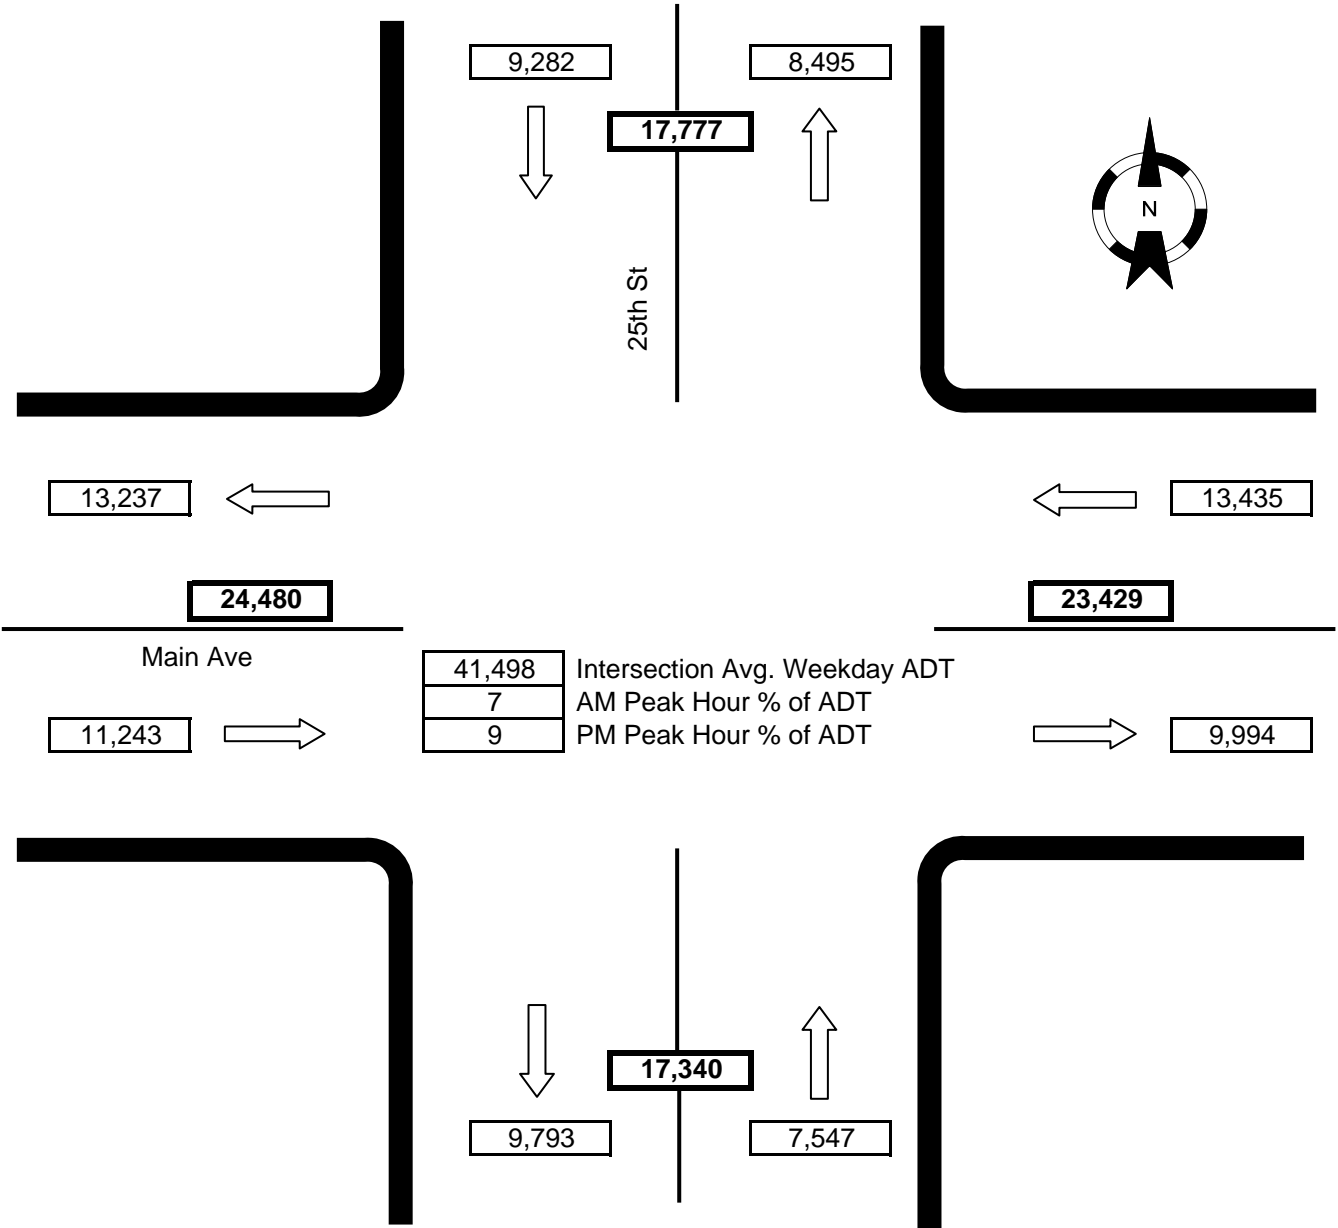 9,282
8,495
17,777
N
25th St
13,237
13,435
24,480
23,429
Main Ave
41,498 Intersection Avg. Weekday ADT
7 AM Peak Hour % of ADT
9 PM Peak Hour % of ADT
11,243
9,994
17,340
9,793
7,547